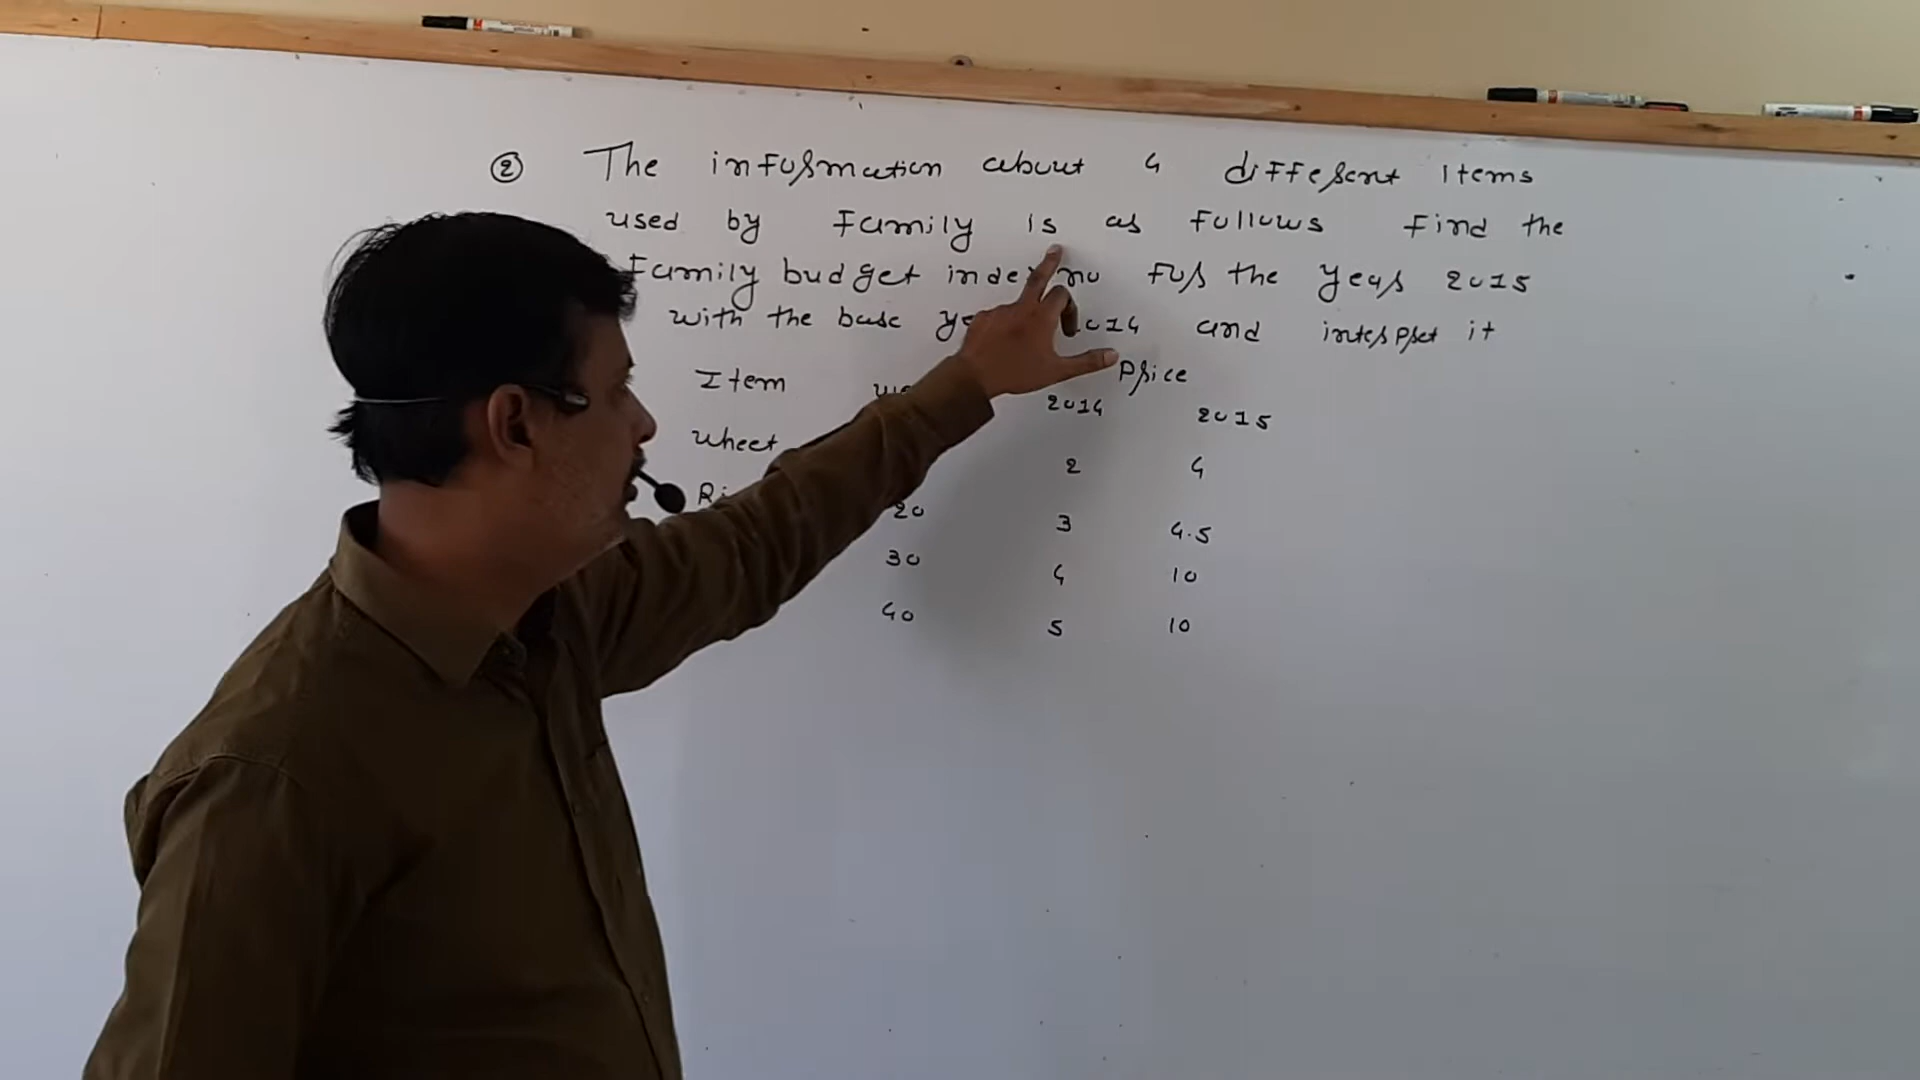 ② The information about 4 different items
used by Family is as follows Find the
Family budget index no For the year 2015
with the base 2014 and interpret it
Item Price
2014 2015
Wheet 2 4
20 3 4.5
30 4 10
40 5 10